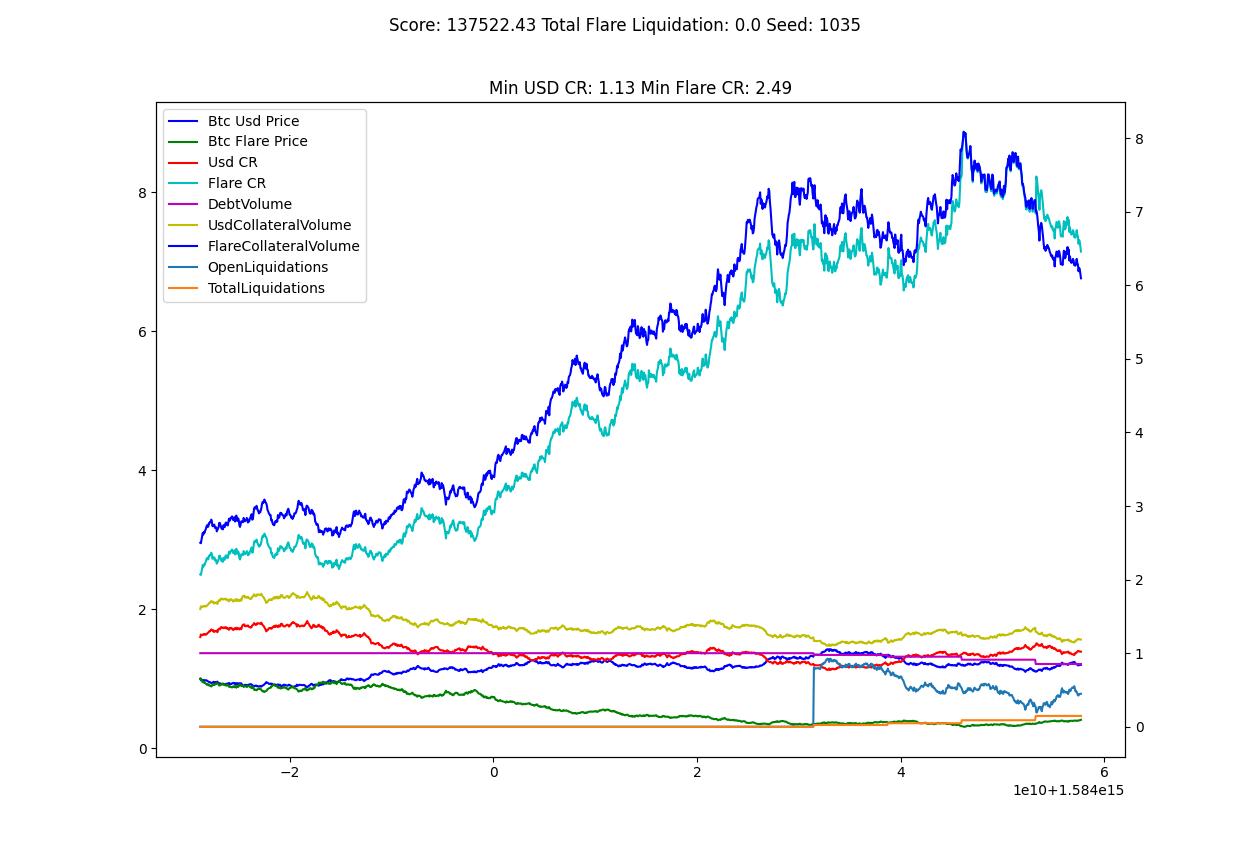 Score: 137522.43 Total Flare Liquidation: 0.0 Seed: 1035
Min USD CR: 1.13 Min Flare CR: 2.49
Btc Usd Price
Btc Flare Price
Usd CR
Flare CR
DebtVolume
UsdCollateralVolume
FlareCollateralVolume
OpenLiquidations
TotalLiquidations
8
6
4
2
0
8
7
6
5
4
3
2
1
0
−2
0
2
4
6
1e10+1.584e15